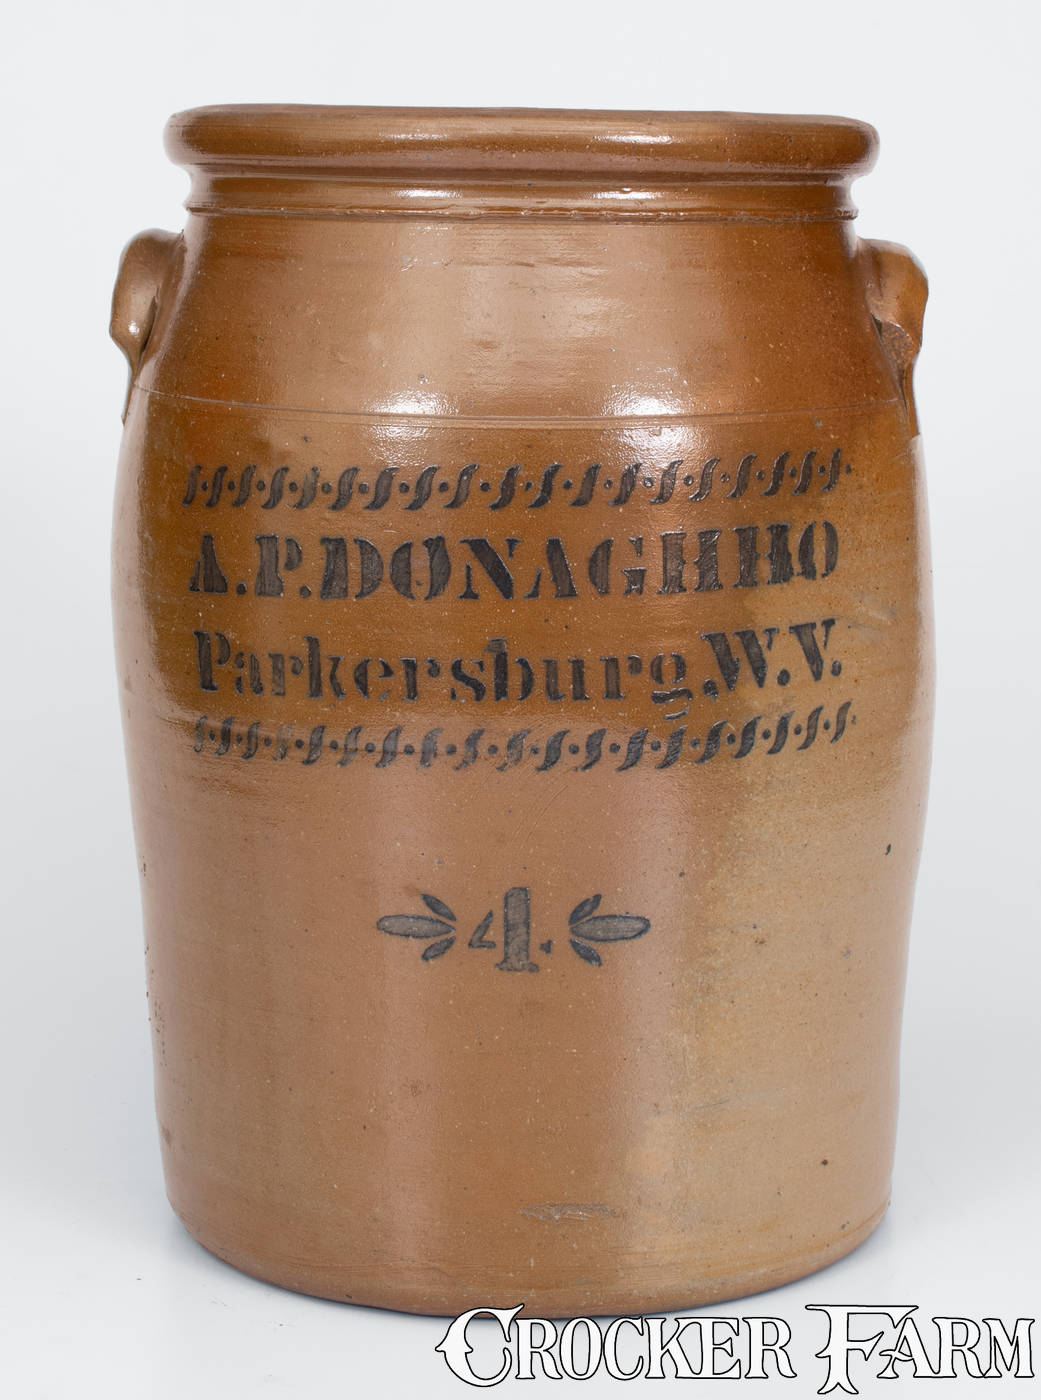 A.P.DONAGHHO
Parkersburg,W.V.
4.
CROCKER FARM